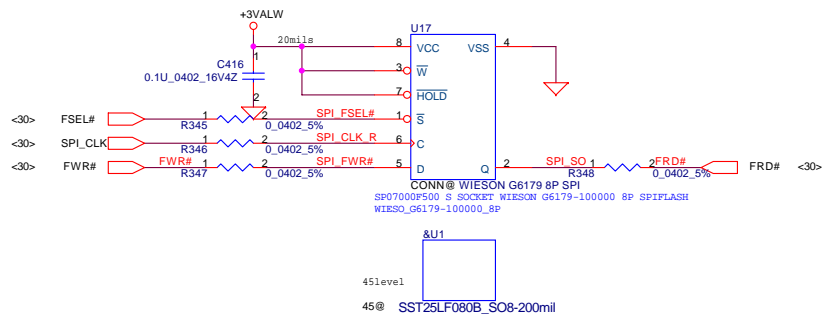 +3VALW
20mils
U17
C416
0.1U_0402_16V4Z
1
2
8 VCC VSS 4
3 W
7 HOLD
<30> FSEL# 1 2 SPI_FSEL# 1 S
R345 0_0402_5%
<30> SPI_CLK 1 2 SPI_CLK_R 6 C
R346 0_0402_5%
<30> FWR# FWR# 1 2 SPI_FWR# 5 D Q 2 SPI_SO 1 2 FRD# FRD# <30>
R347 0_0402_5% R348 0_0402_5%
CONN@ WIESON G6179 8P SPI
SP07000F500 S SOCKET WIESON G6179-100000 8P SPIFLASH
WIESO_G6179-100000_8P
&U1
45level
45@ SST25LF080B_SO8-200mil